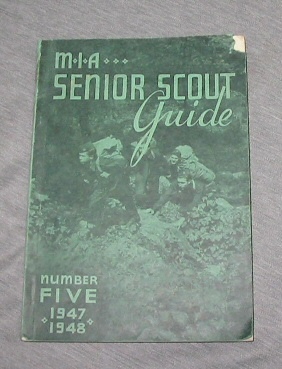 M·I·A
SENIOR SCOUT
Guide
NUMBER
FIVE
1947
1948